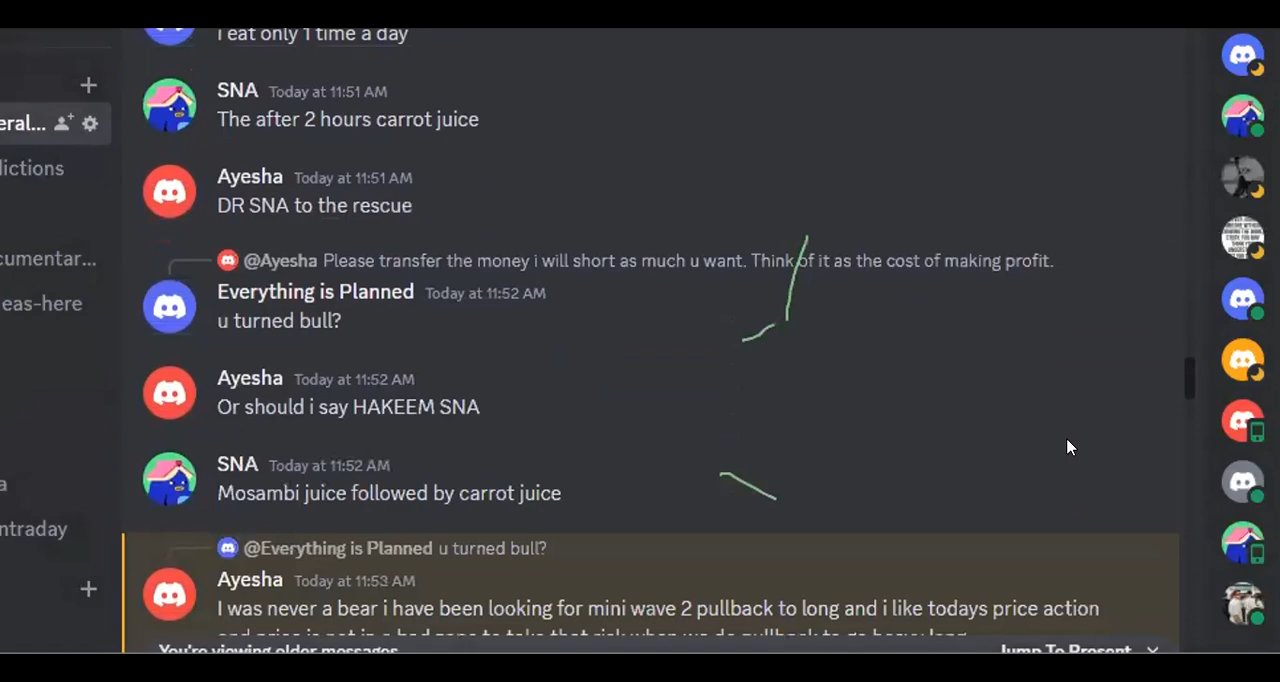 i eat only 1 time a day
SNA Today at 11:51 AM
The after 2 hours carrot juice
Ayesha Today at 11:51 AM
DR SNA to the rescue
@Ayesha Please transfer the money i will short as much u want. Think of it as the cost of making profit.
Everything is Planned Today at 11:52 AM
u turned bull?
Ayesha Today at 11:52 AM
Or should i say HAKEEM SNA
SNA Today at 11:52 AM
Mosambi juice followed by carrot juice
@Everything is Planned u turned bull?
Ayesha Today at 11:53 AM
I was never a bear i have been looking for mini wave 2 pullback to long and i like todays price action
You're viewing older messages Jump To Present
eral...
lictions
cumentar...
eas-here
a
ntraday